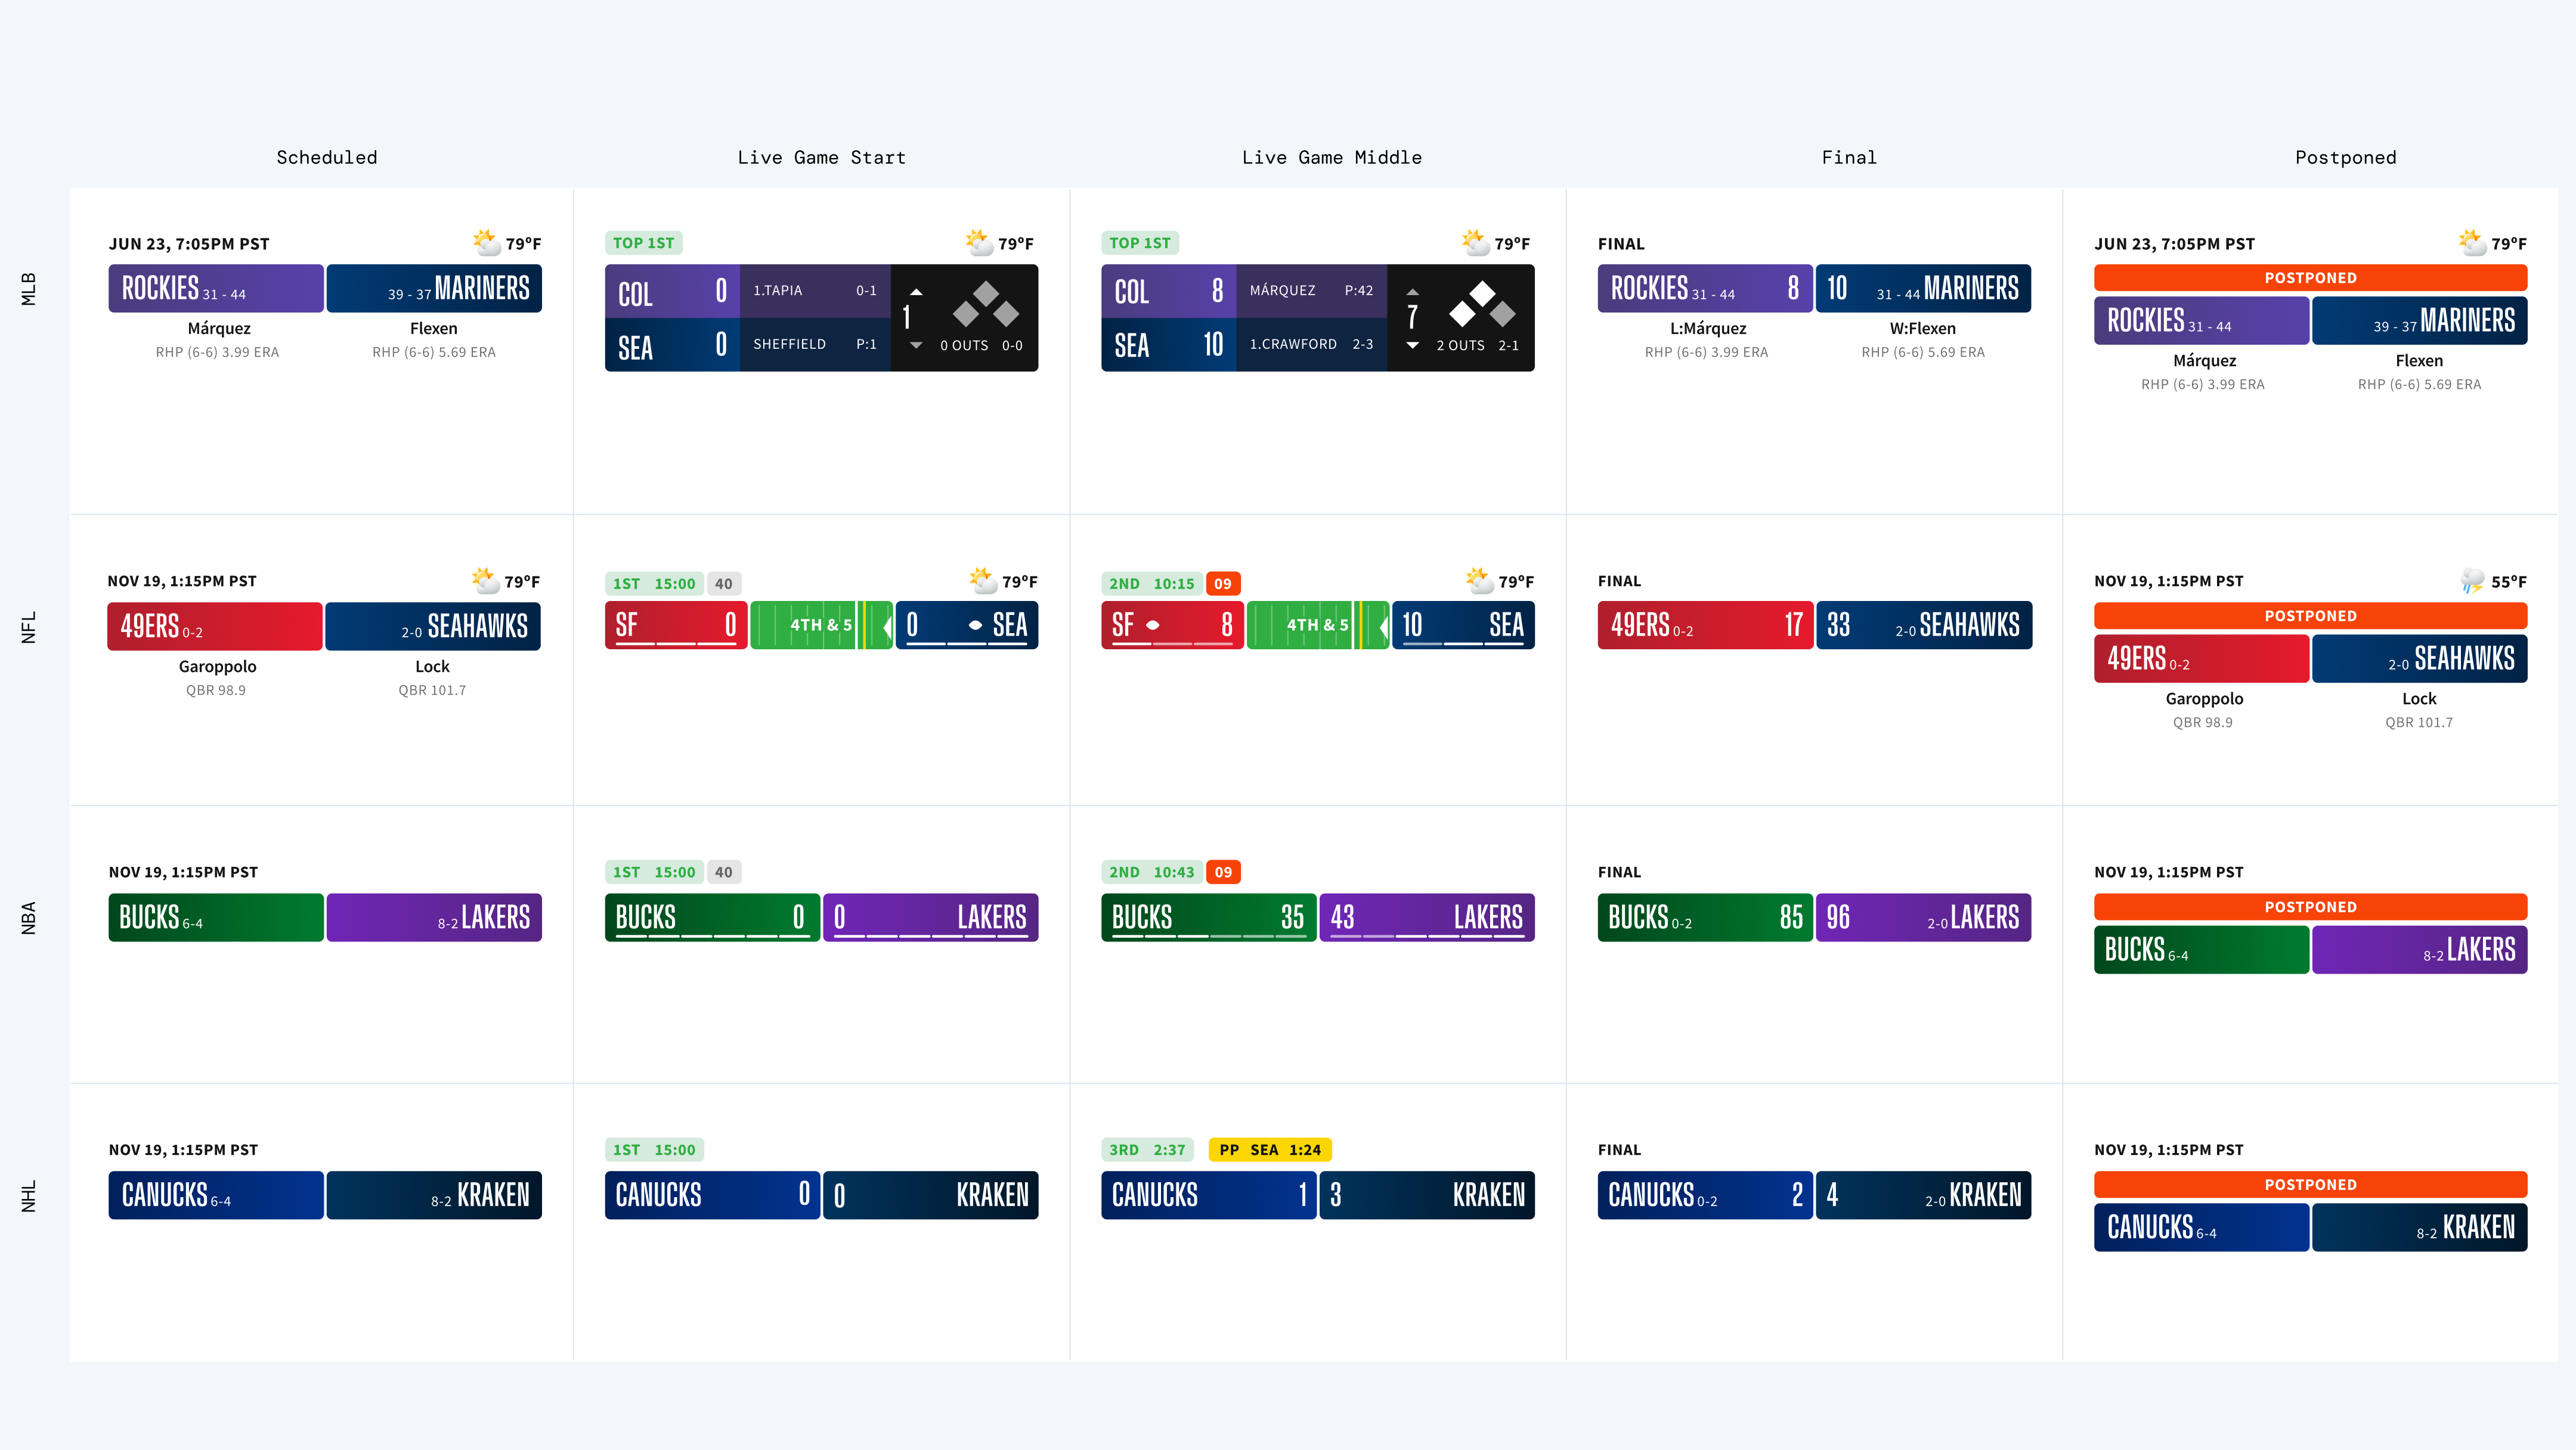 Scheduled Live Game Start Live Game Middle Final Postponed
MLB
JUN 23, 7:05PM PST 79°F
ROCKIES 31 - 44 39 - 37 MARINERS
Márquez Flexen
RHP (6-6) 3.99 ERA RHP (6-6) 5.69 ERA
TOP 1ST 79°F
COL 0 1.TAPIA 0-1
1
SEA 0 SHEFFIELD P:1 0 OUTS 0-0
TOP 1ST 79°F
COL 8 MÁRQUEZ P:42
7
SEA 10 1.CRAWFORD 2-3 2 OUTS 2-1
FINAL
ROCKIES 31 - 44 8 10 31 - 44 MARINERS
L:Márquez W:Flexen
RHP (6-6) 3.99 ERA RHP (6-6) 5.69 ERA
JUN 23, 7:05PM PST 79°F
POSTPONED
ROCKIES 31 - 44 39 - 37 MARINERS
Márquez Flexen
RHP (6-6) 3.99 ERA RHP (6-6) 5.69 ERA
NFL
NOV 19, 1:15PM PST 79°F
49ERS 0-2 2-0 SEAHAWKS
Garoppolo Lock
QBR 98.9 QBR 101.7
1ST 15:00 40 79°F
SF 0 4TH & 5 0 SEA
2ND 10:15 09 79°F
SF 8 4TH & 5 10 SEA
FINAL
49ERS 0-2 17 33 2-0 SEAHAWKS
NOV 19, 1:15PM PST 55°F
POSTPONED
49ERS 0-2 2-0 SEAHAWKS
Garoppolo Lock
QBR 98.9 QBR 101.7
NBA
NOV 19, 1:15PM PST
BUCKS 6-4 8-2 LAKERS
1ST 15:00 40
BUCKS 0 0 LAKERS
2ND 10:43 09
BUCKS 35 43 LAKERS
FINAL
BUCKS 0-2 85 96 2-0 LAKERS
NOV 19, 1:15PM PST
POSTPONED
BUCKS 6-4 8-2 LAKERS
NHL
NOV 19, 1:15PM PST
CANUCKS 6-4 8-2 KRAKEN
1ST 15:00
CANUCKS 0 0 KRAKEN
3RD 2:37 PP SEA 1:24
CANUCKS 1 3 KRAKEN
FINAL
CANUCKS 0-2 2 4 2-0 KRAKEN
NOV 19, 1:15PM PST
POSTPONED
CANUCKS 6-4 8-2 KRAKEN